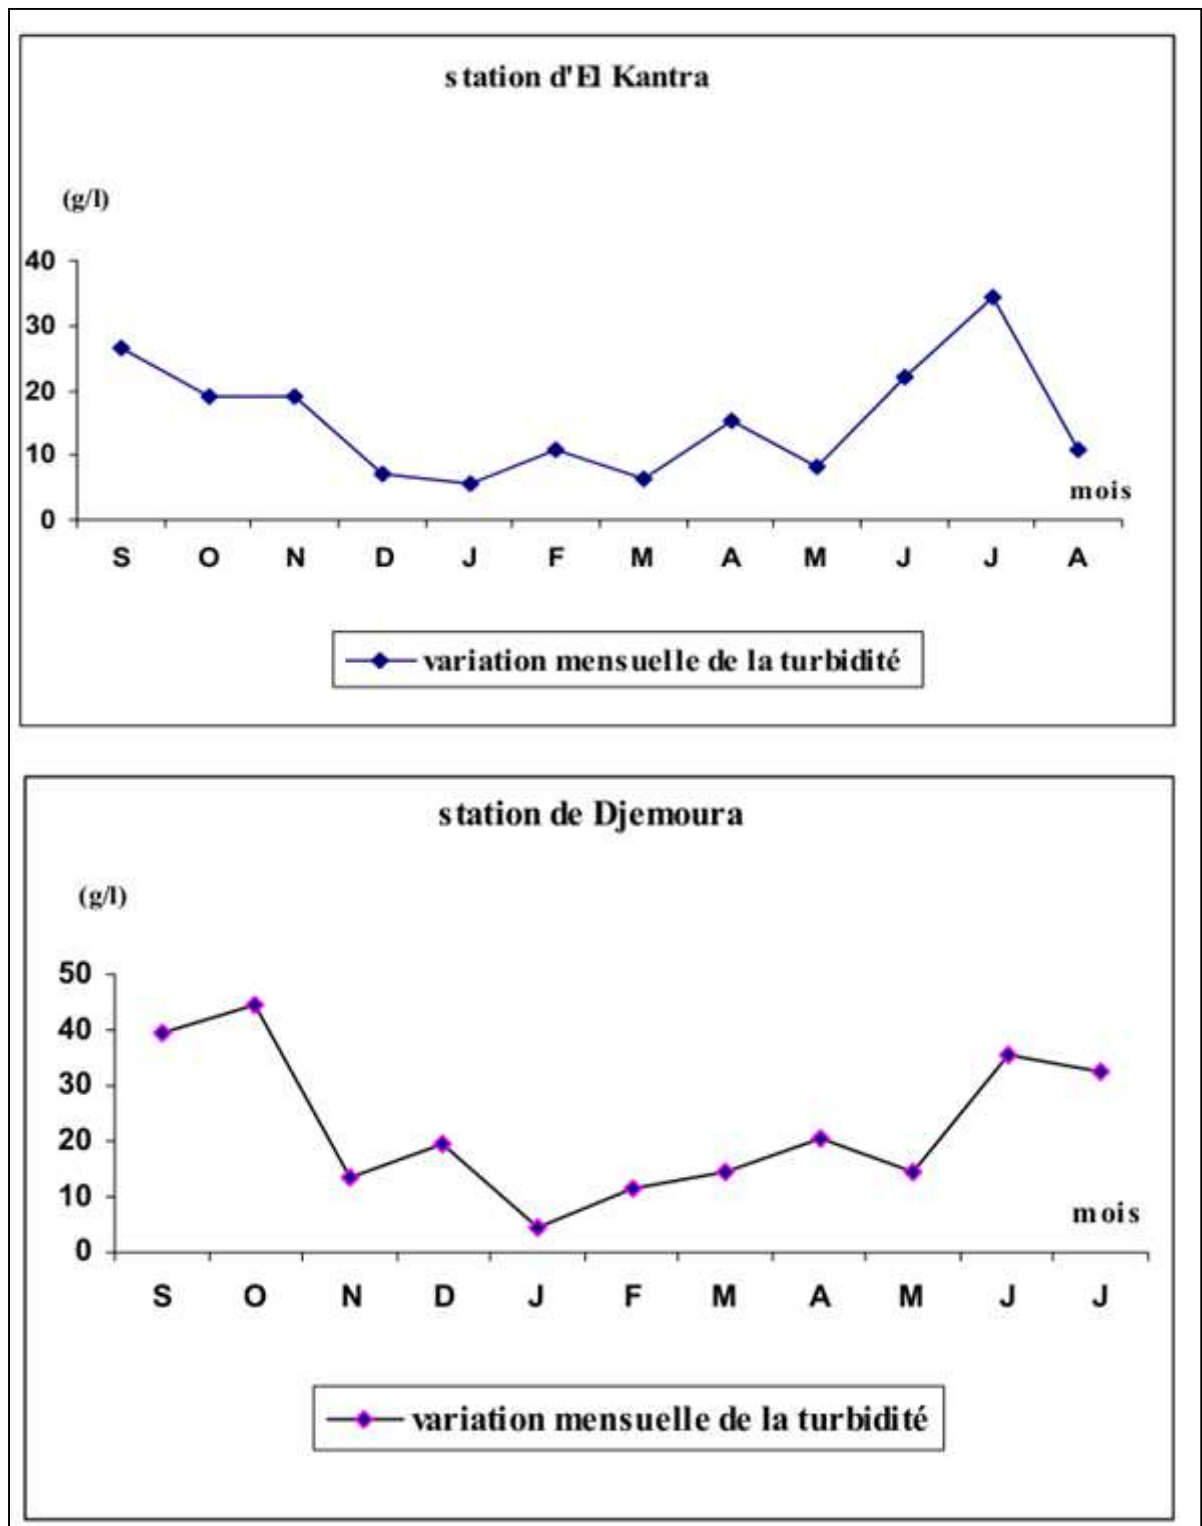 station d'El Kantra
(g/l)
40
30
20
10
0
mois
S O N D J F M A M J J A
variation mensuelle de la turbidité
station de Djemoura
(g/l)
50
40
30
20
10
0
mois
S O N D J F M A M J J
variation mensuelle de la turbidité